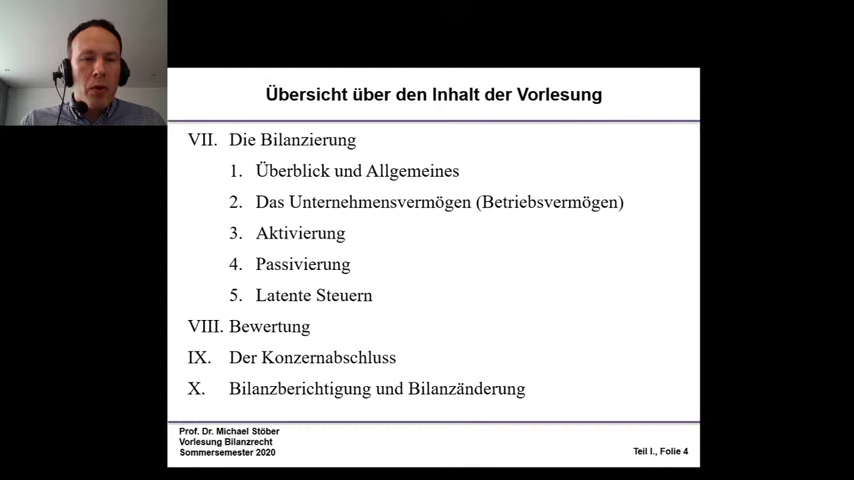 Übersicht über den Inhalt der Vorlesung
VII. Die Bilanzierung
1. Überblick und Allgemeines
2. Das Unternehmensvermögen (Betriebsvermögen)
3. Aktivierung
4. Passivierung
5. Latente Steuern
VIII. Bewertung
IX. Der Konzernabschluss
X. Bilanzberichtigung und Bilanzänderung
Prof. Dr. Michael Stöber
Vorlesung Bilanzrecht
Sommersemester 2020
Teil I., Folie 4